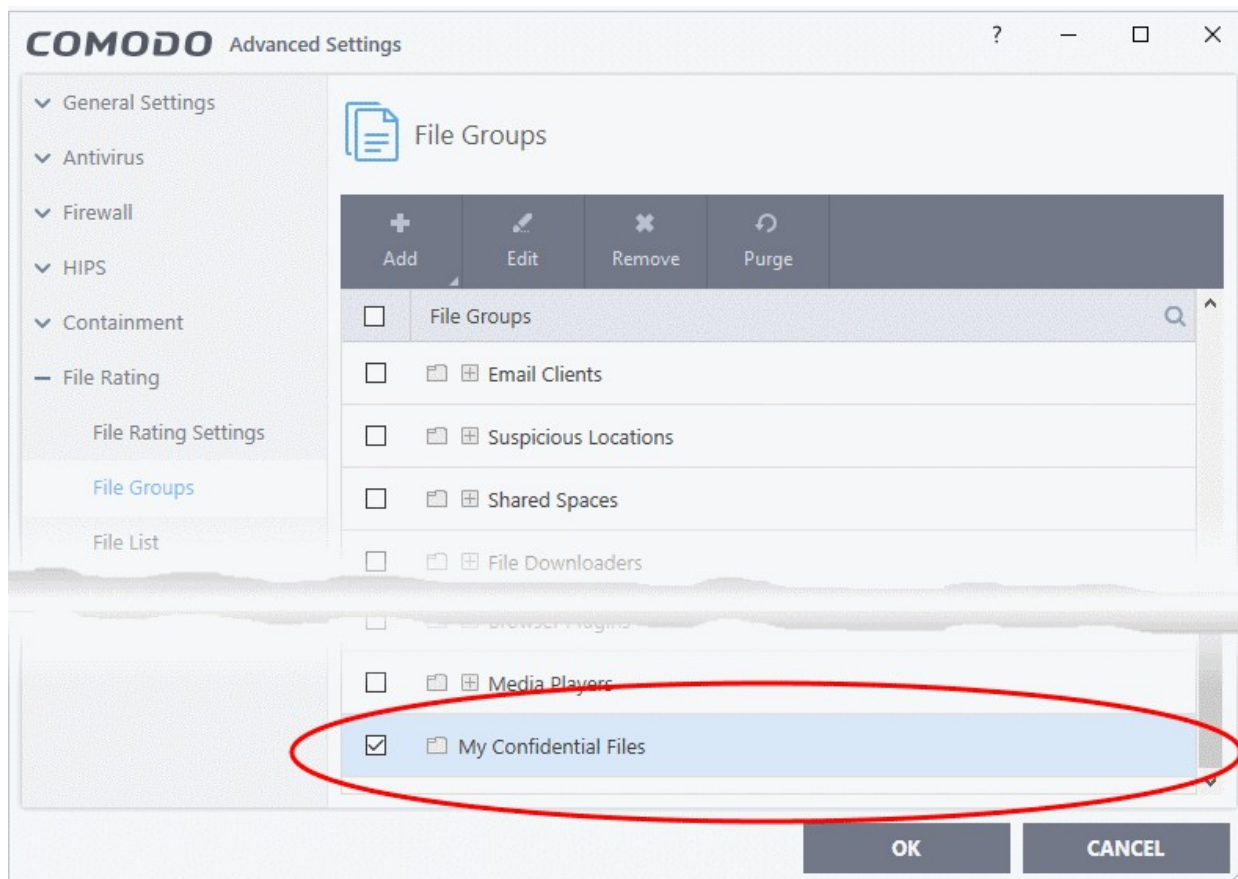 COMODO Advanced Settings ?
General Settings
Antivirus
Firewall
HIPS
Containment
File Rating
File Rating Settings
File Groups
File List
File Groups
Add Edit Remove Purge
File Groups
Email Clients
Suspicious Locations
Shared Spaces
File Downloaders
Browser Plugins
Media Players
My Confidential Files
OK CANCEL